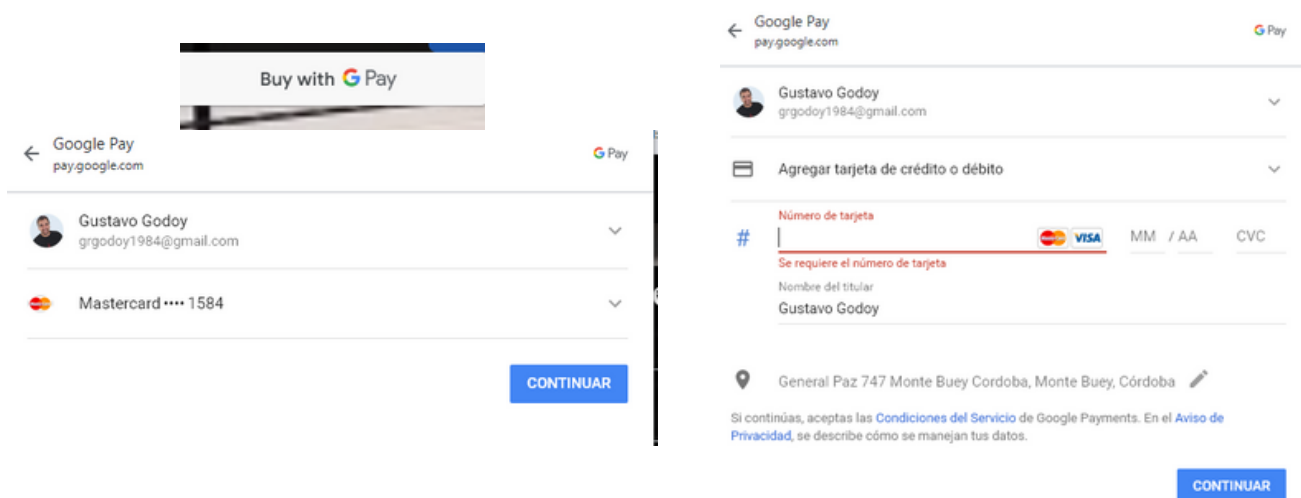 Buy with G Pay
Google Pay
pay.google.com
G Pay
Gustavo Godoy
grgodoy1984@gmail.com
Mastercard •••• 1584
CONTINUAR
Google Pay
pay.google.com
G Pay
Gustavo Godoy
grgodoy1984@gmail.com
Agregar tarjeta de crédito o débito
Número de tarjeta
# VISA MM / AA CVC
Se requiere el número de tarjeta
Nombre del titular
Gustavo Godoy
General Paz 747 Monte Buey Cordoba, Monte Buey, Córdoba
Si continúas, aceptas las Condiciones del Servicio de Google Payments. En el Aviso de
Privacidad, se describe cómo se manejan tus datos.
CONTINUAR